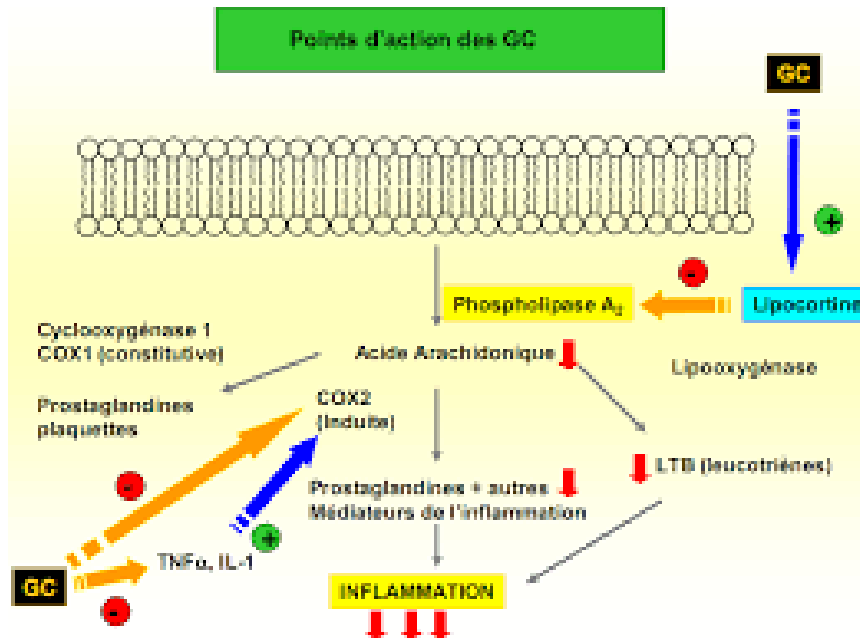 Points d'action des GC
GC
+
-
Phospholipase A₂
Lipocortine
Cyclooxygénase 1
COX1 (constitutive)
Acide Arachidonique
Lipooxygénase
Prostaglandines
plaquettes
COX2
(Induite)
-
LTB (leucotriènes)
Prostaglandines + autres
Médiateurs de l'inflammation
+
TNFα, IL-1
GC
-
INFLAMMATION